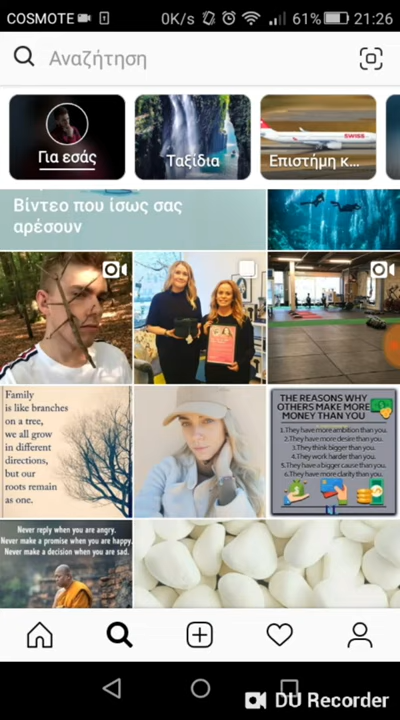 COSMOTE 0K/s 61% 21:26
Αναζήτηση
Για εσάς
Ταξίδια
SWISS
Επιστήμη κ...
Βίντεο που ίσως σας
αρέσουν
Family
is like branches
on a tree,
we all grow
in different
directions,
but our
roots remain
as one.
THE REASONS WHY
OTHERS MAKE MORE
MONEY THAN YOU
1.They have more ambition than you.
2.They have more desire than you.
3.They think bigger than you.
4.They work harder than you.
5.They have a bigger cause than you.
6.They have more clarity than you.
Never reply when you are angry.
Never make a promise when you are happy.
Never make a decision when you are sad.
DU Recorder